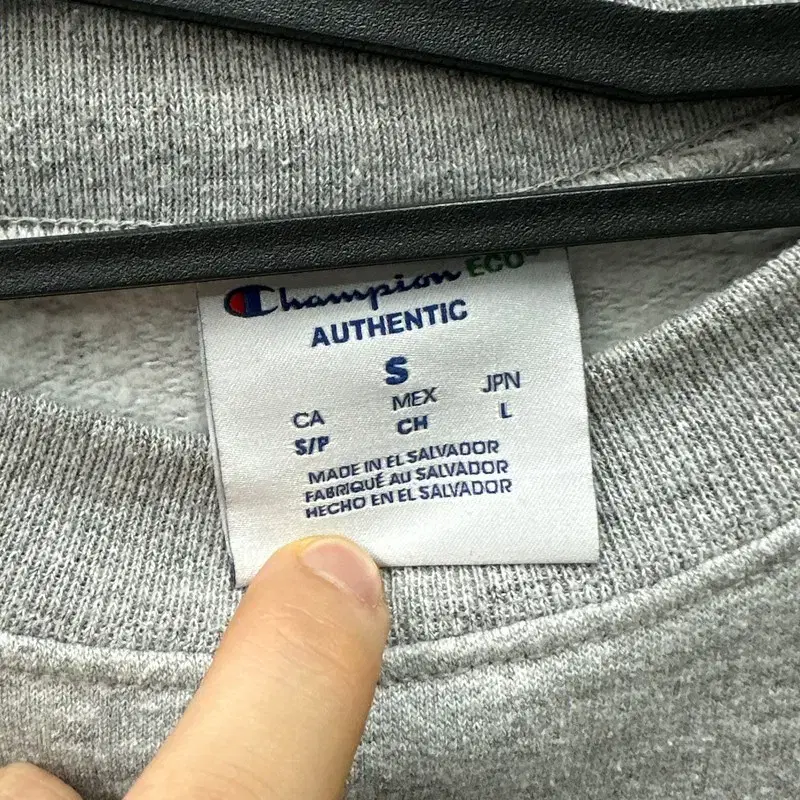 Champion ECO
AUTHENTIC
S
CA MEX JPN
S/P CH L
MADE IN EL SALVADOR
FABRIQUÉ AU SALVADOR
HECHO EN EL SALVADOR